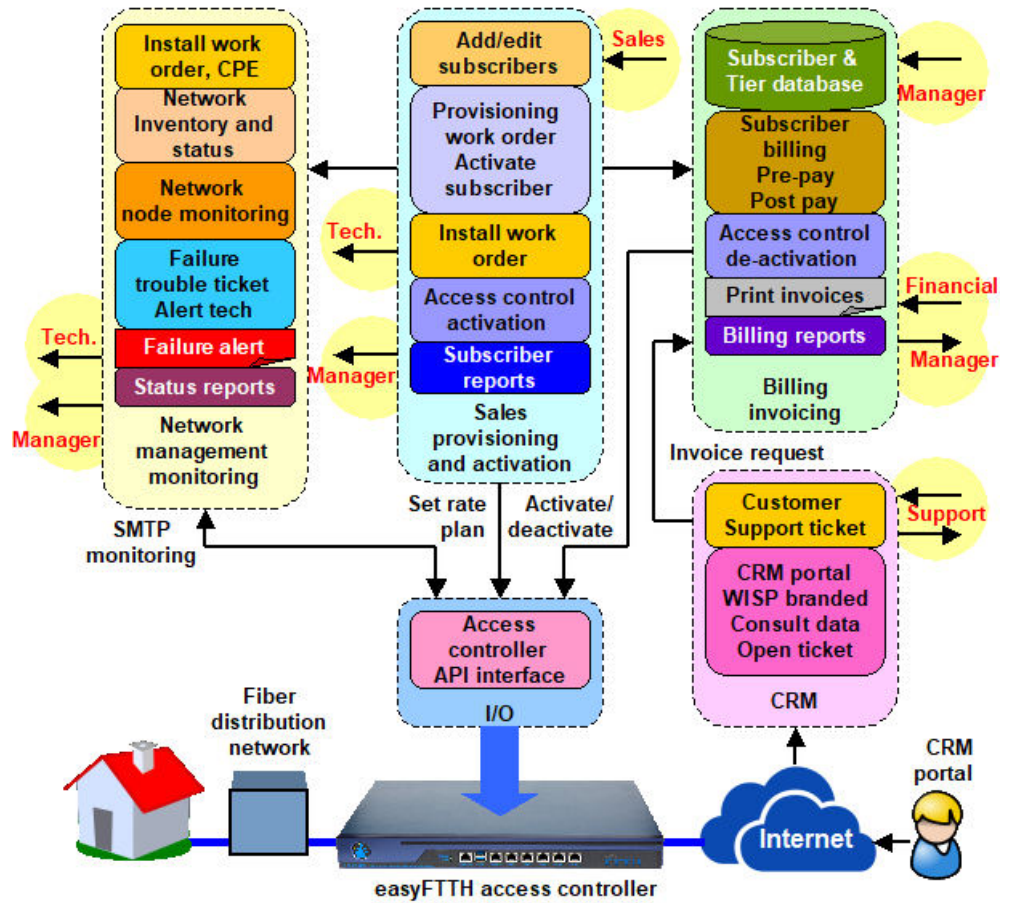 Install work
order, CPE
Network
Inventory and
status
Network
node monitoring
Failure
trouble ticket
Alert tech
Failure alert
Status reports
Network
management
monitoring
Tech.
Manager
SMTP
monitoring
Add/edit
subscribers
Sales
Provisioning
work order
Activate
subscriber
Install work
order
Tech.
Access control
activation
Subscriber
reports
Manager
Sales
provisioning
and activation
Set rate
plan
Activate/
deactivate
Subscriber &
Tier database
Manager
Subscriber
billing
Pre-pay
Post pay
Access control
de-activation
Print invoices
Financial
Billing reports
Manager
Billing
invoicing
Invoice request
Customer
Support ticket
Support
CRM portal
WISP branded
Consult data
Open ticket
CRM
Access
controller
API interface
I/O
Fiber
distribution
network
CRM
portal
Internet
easyFTTH access controller